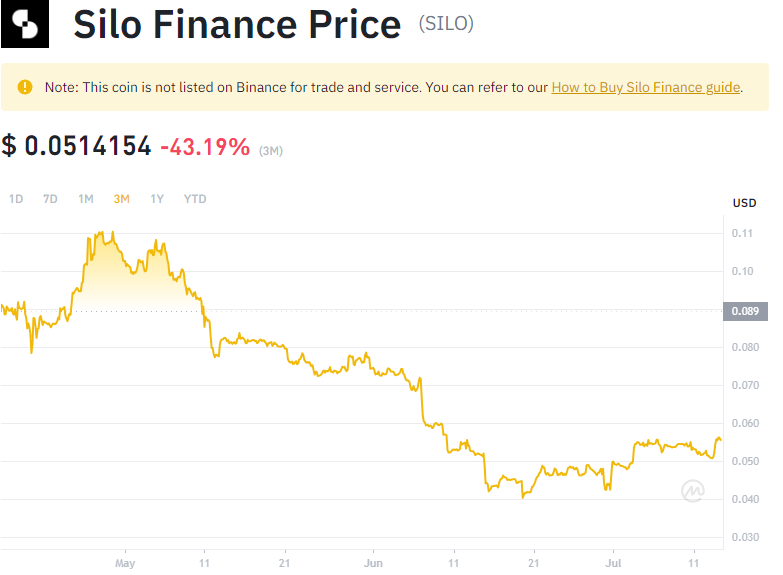 Silo Finance Price (SILO)
Note: This coin is not listed on Binance for trade and service. You can refer to our How to Buy Silo Finance guide.
$ 0.0514154 -43.19% (3M)
1D 7D 1M 3M 1Y YTD
USD
0.11
0.10
0.089
0.080
0.070
0.060
0.050
0.040
0.030
May 11 21 Jun 11 21 Jul 11